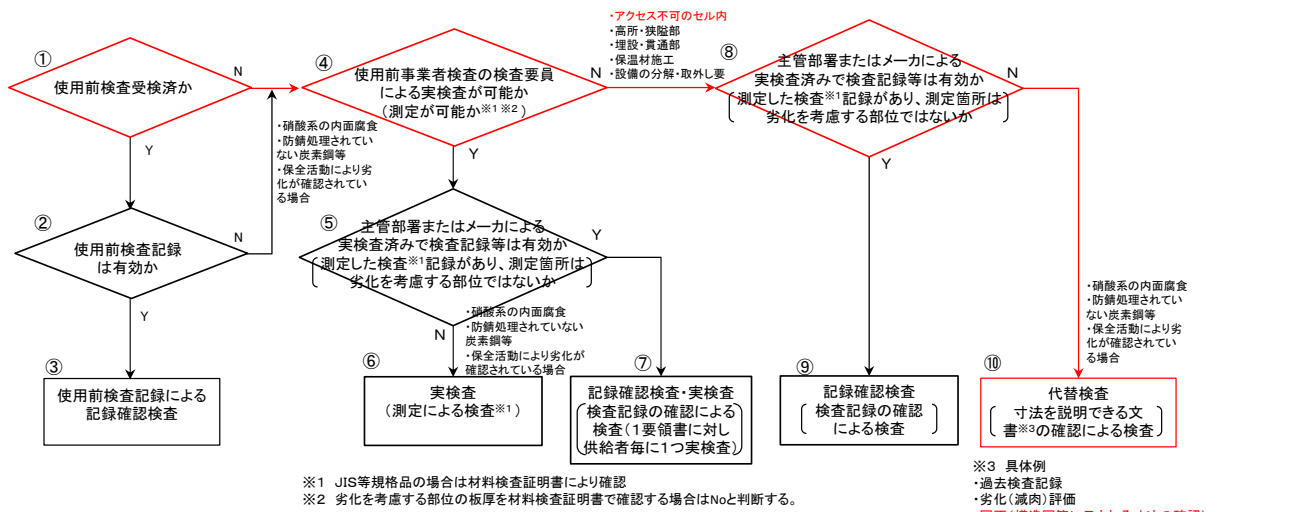 ①
使用前検査受検済か
N
Y
・硝酸系の内面腐食
・防錆処理されてい
ない炭素鋼等
・保全活動により劣
化が確認されてい
る場合
②
使用前検査記録
は有効か
N
Y
③
使用前検査記録による
記録確認検査
④
使用前事業者検査の検査要員
による実検査が可能か
(測定が可能か※1 ※2)
N
Y
・アクセス不可のセル内
・高所・狭隘部
・埋設・貫通部
・保温材施工
・設備の分解・取外し要
⑤
主管部署またはメーカによる
実検査済みで検査記録等は有効か
測定した検査※1記録があり、測定箇所は
劣化を考慮する部位ではないか
Y
N
・硝酸系の内面腐食
・防錆処理されていない
炭素鋼等
・保全活動により劣化が
確認されている場合
⑥
実検査
(測定による検査※1)
⑦
記録確認検査・実検査
検査記録の確認による
検査(1要領書に対し
供給者毎に1つ実検査)
⑧
主管部署またはメーカによる
実検査済みで検査記録等は有効か
測定した検査※1記録があり、測定箇所は
劣化を考慮する部位ではないか
N
Y
⑨
記録確認検査
検査記録の確認
による検査
・硝酸系の内面腐食
・防錆処理されてい
ない炭素鋼等
・保全活動により劣
化が確認されてい
る場合
⑩
代替検査
寸法を説明できる文
書※3の確認による検査
※1 JIS等規格品の場合は材料検査証明書により確認
※2 劣化を考慮する部位の板厚を材料検査証明書で確認する場合はNoと判断する。
※3 具体例
・過去検査記録
・劣化(減肉)評価